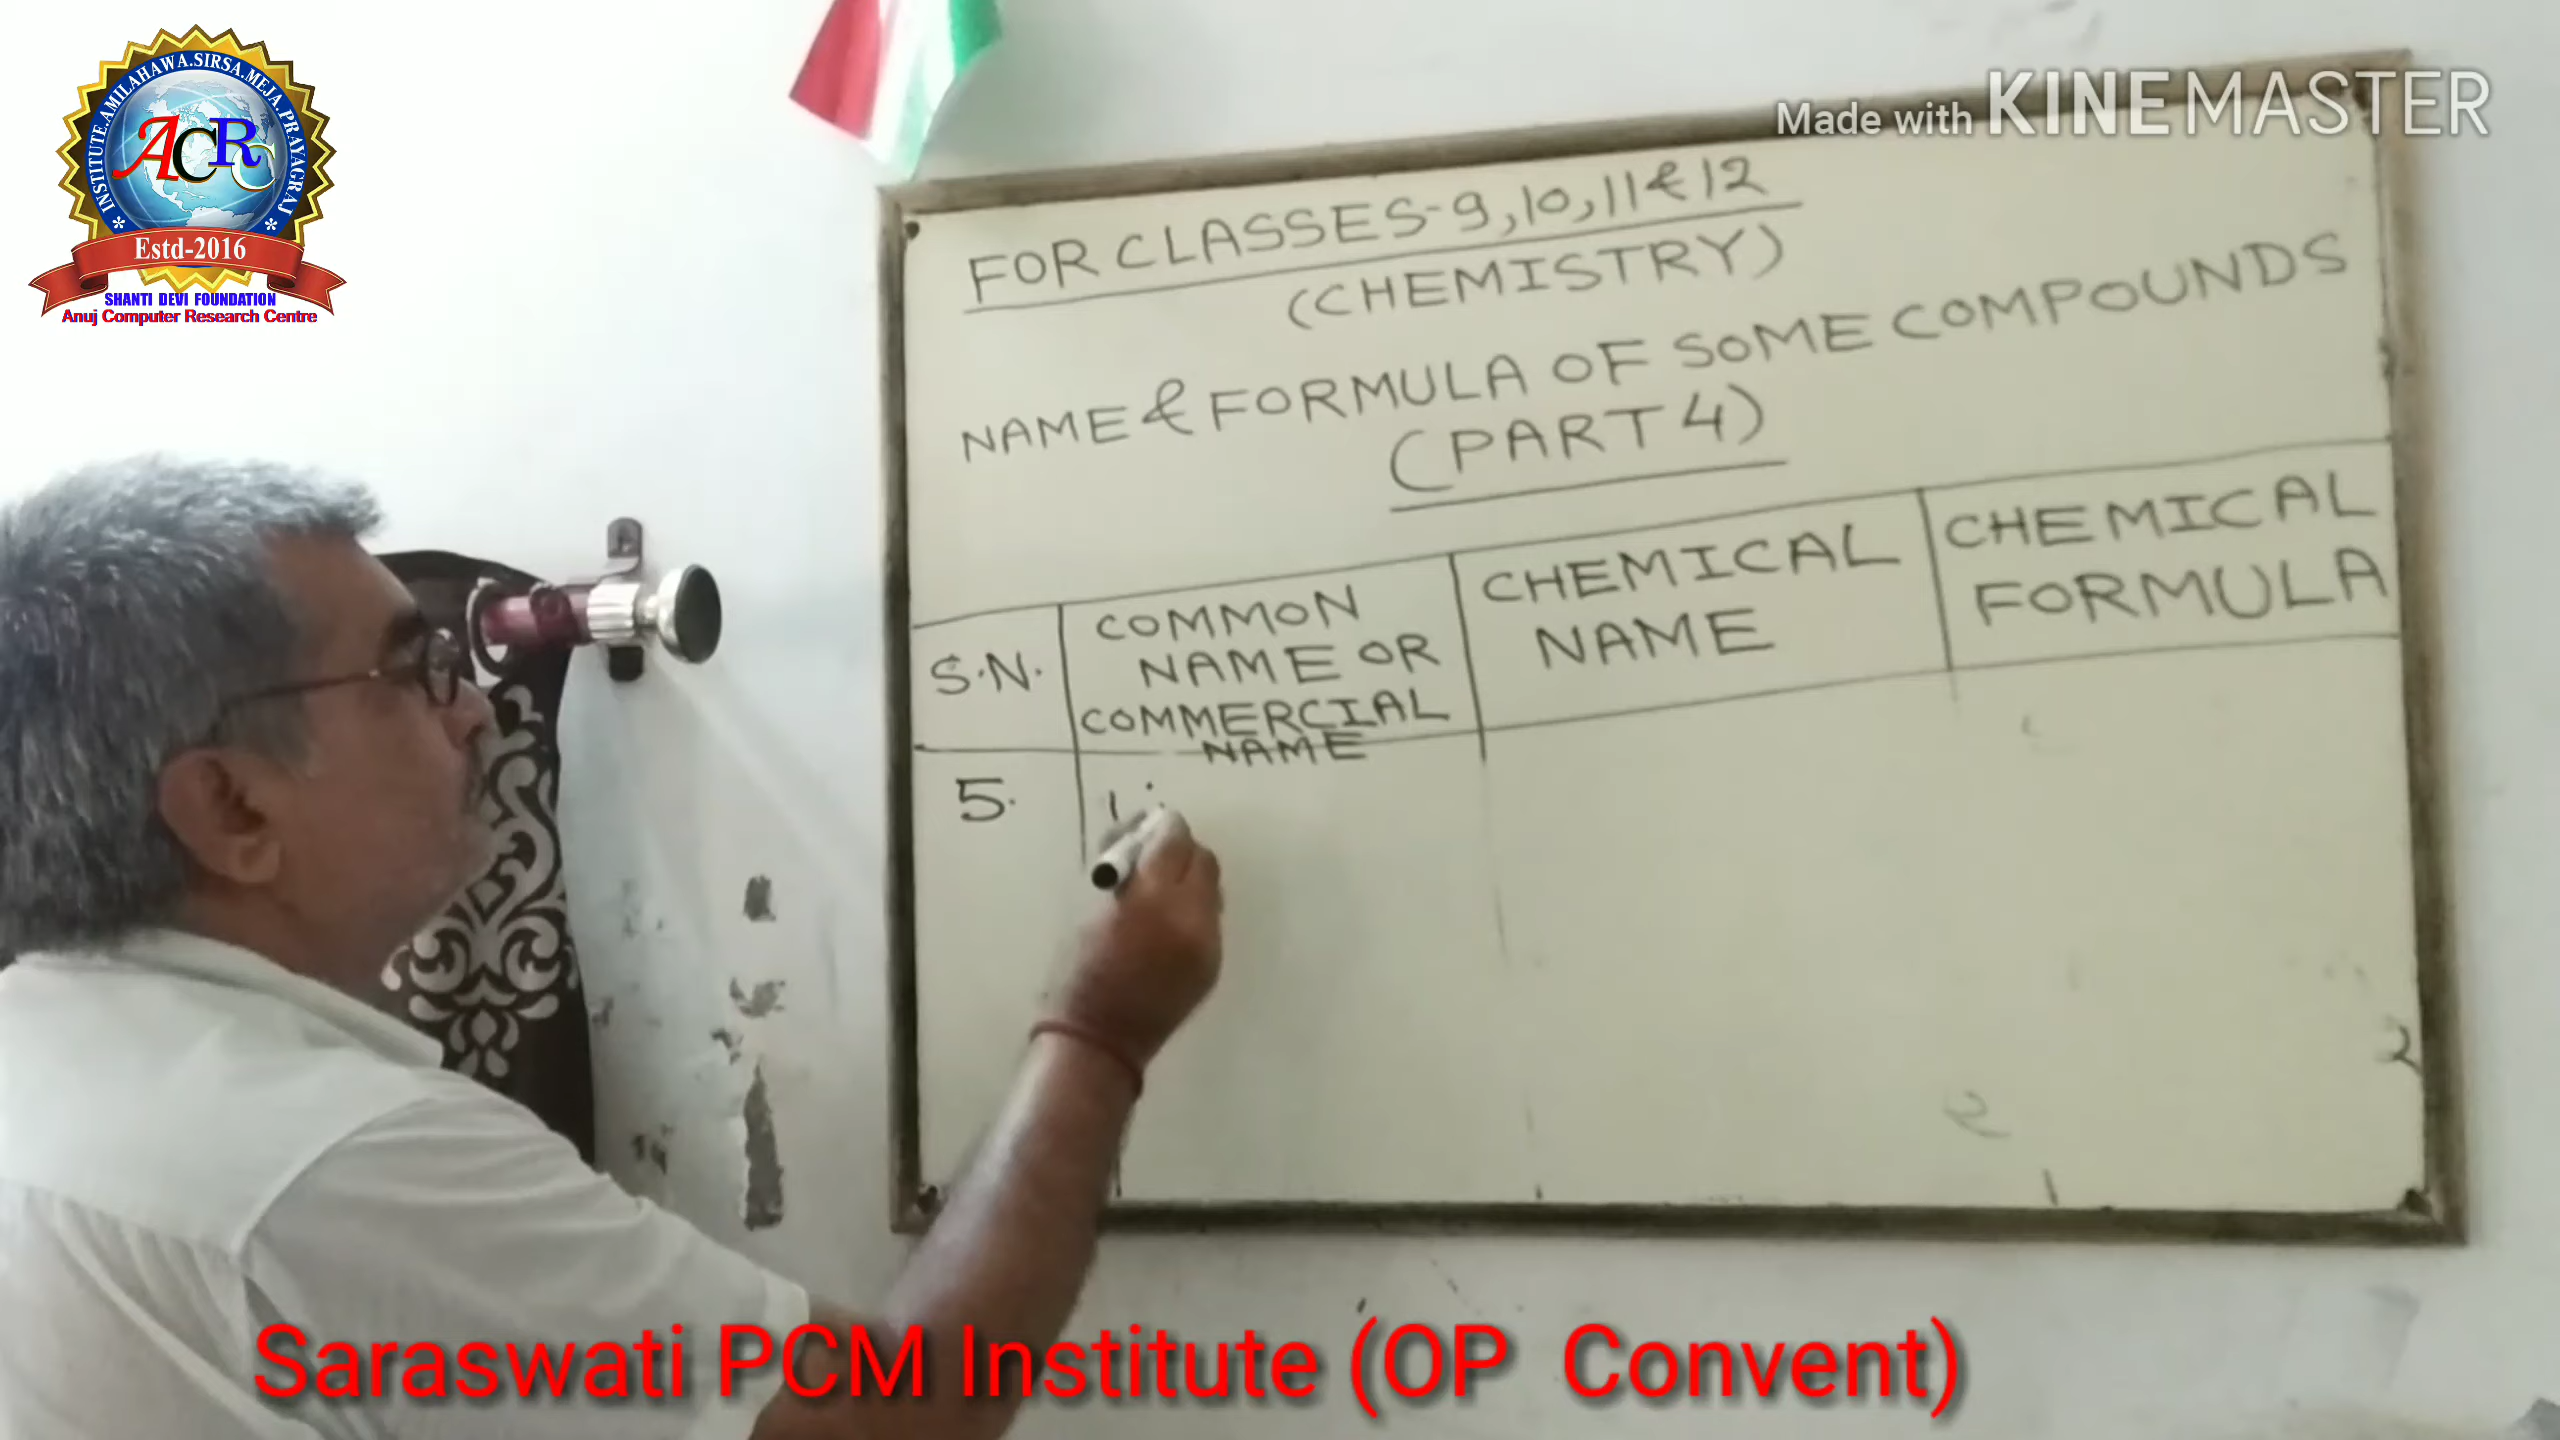 INSTITUTE.AMILAHAWA.SIRSA.MEJA.PRAYAGRAJ
ACR
Estd-2016
SHANTI DEVI FOUNDATION
Anuj Computer Research Centre
Made with KINEMASTER
FOR CLASSES-9,10,11 & 12
(CHEMISTRY)
NAME & FORMULA OF SOME COMPOUNDS
(PART 4)
S.N.
COMMON
NAME OR
COMMERCIAL
NAME
CHEMICAL
NAME
CHEMICAL
FORMULA
5.
2
2
Saraswati PCM Institute (OP Convent)